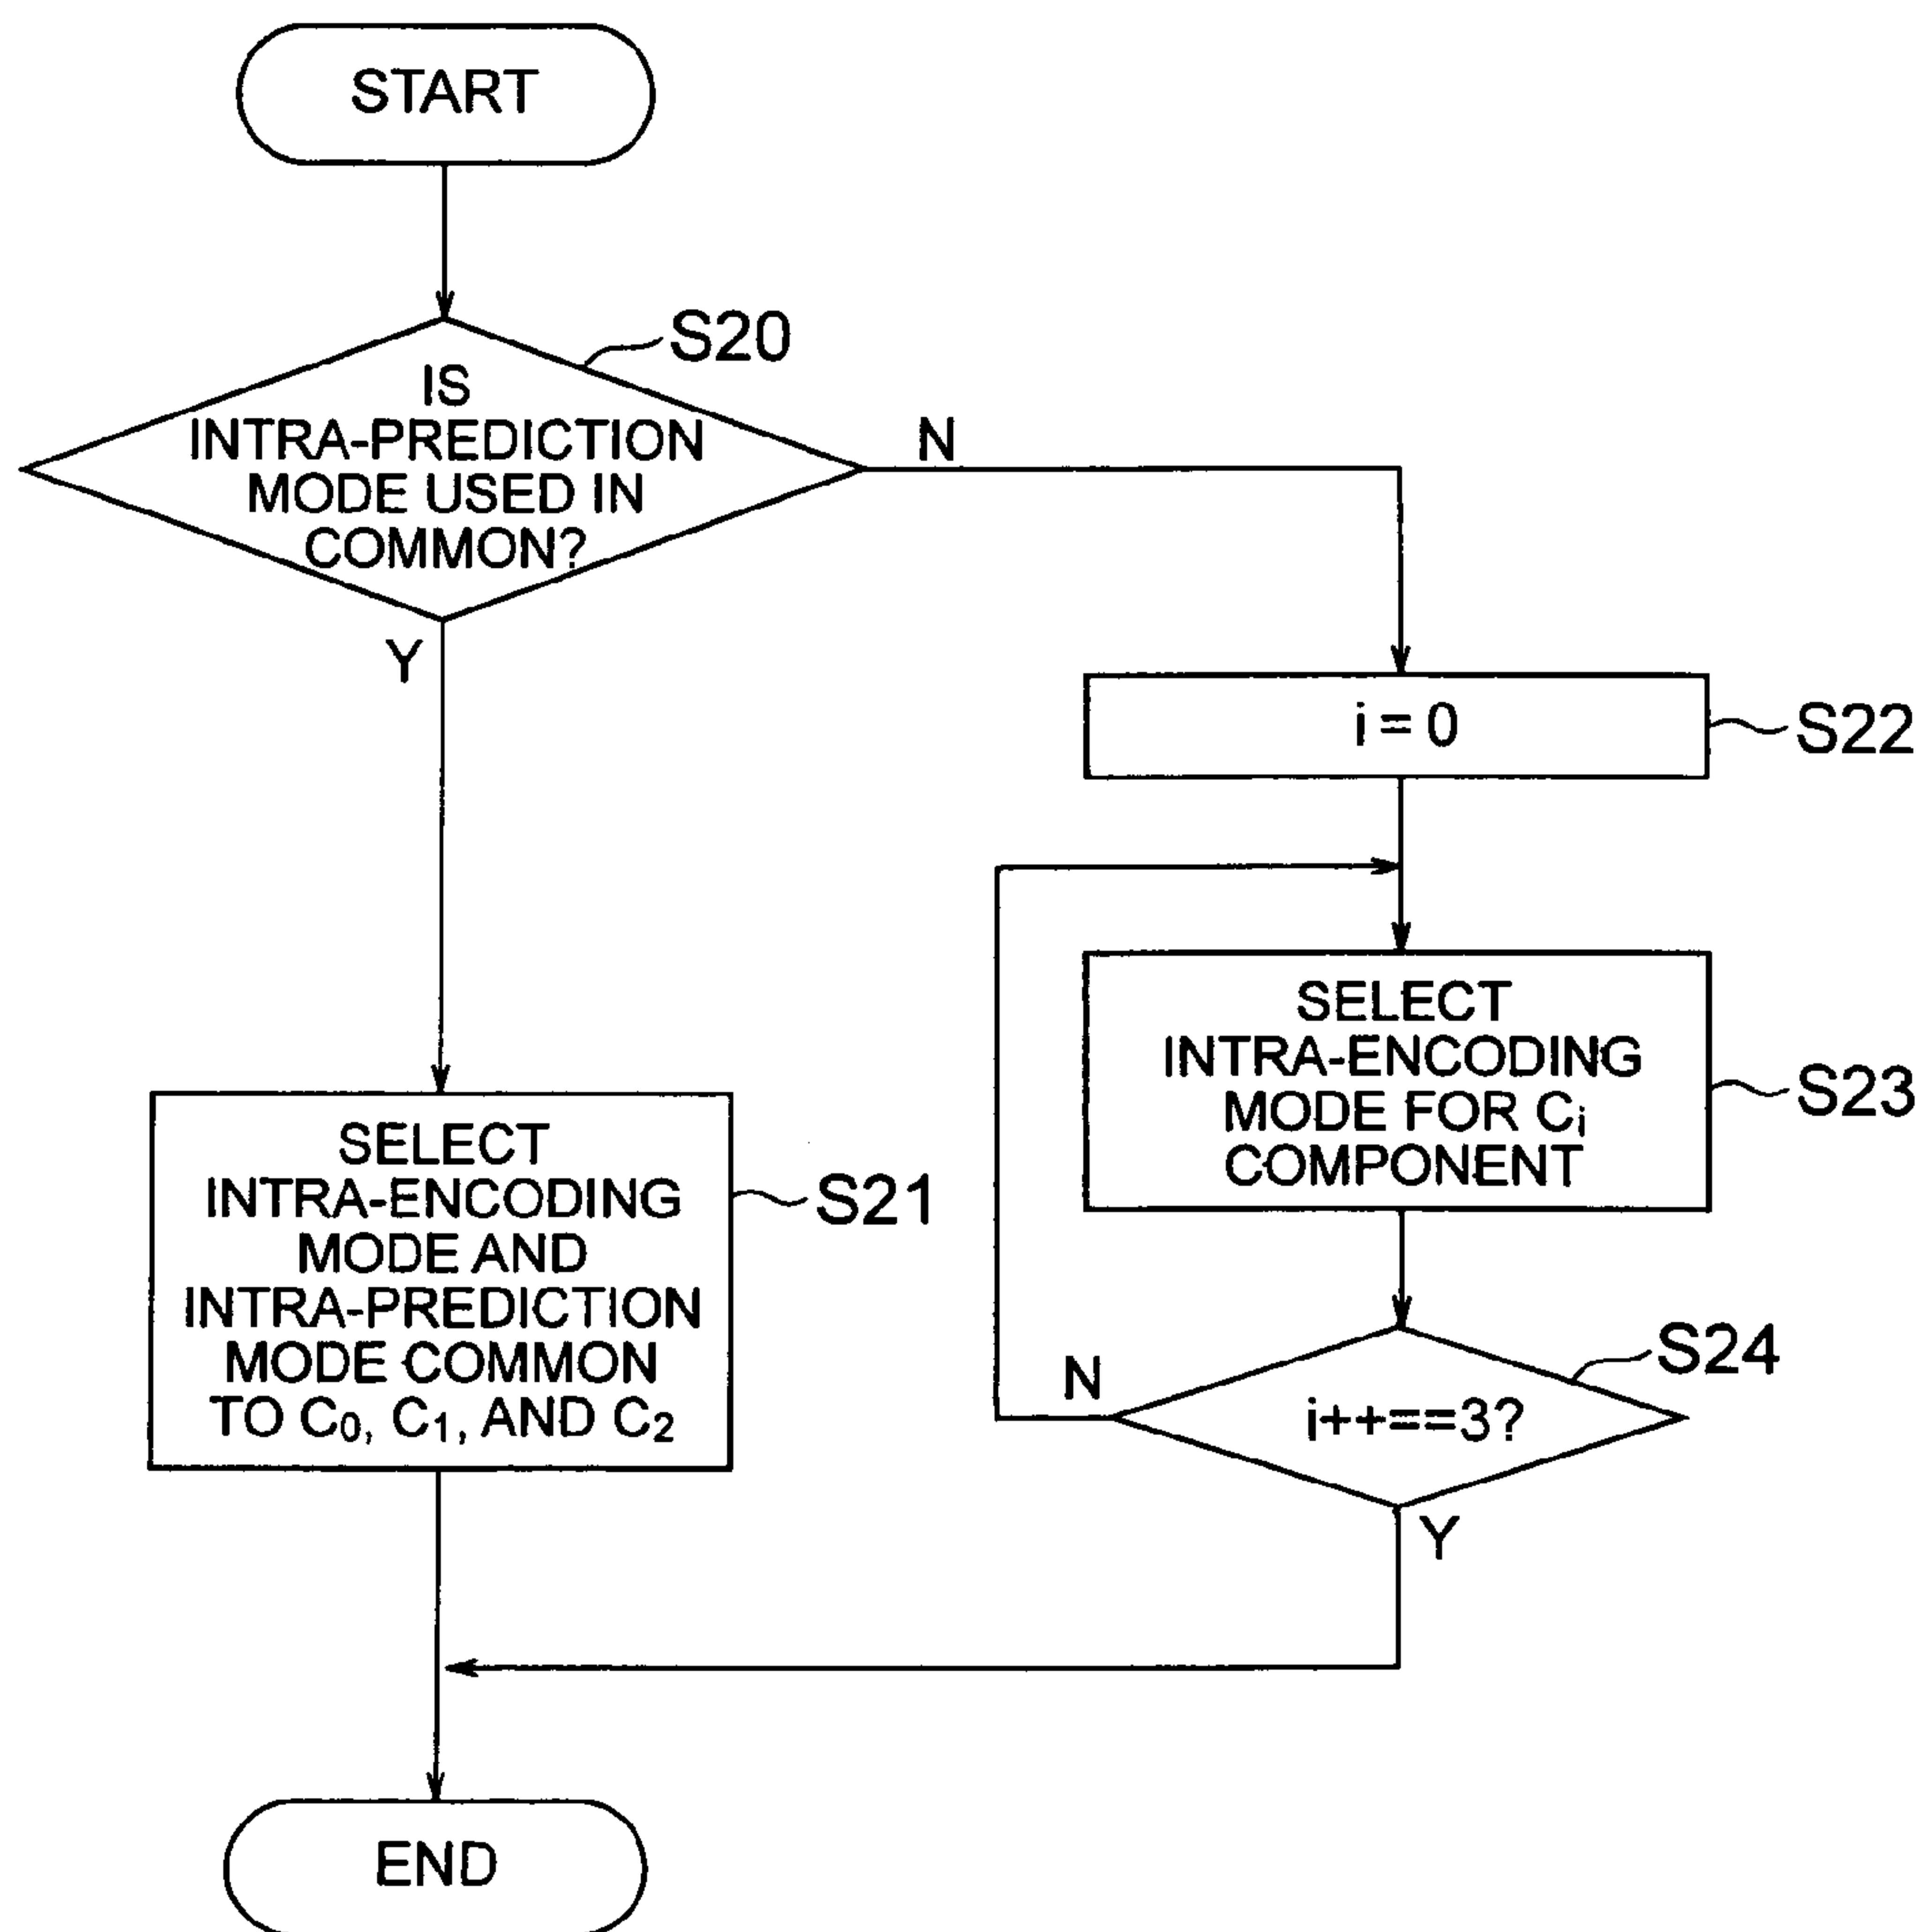 START
S20
IS
INTRA-PREDICTION
MODE USED IN
COMMON?
N
Y
i = 0
S22
SELECT
INTRA-ENCODING
MODE FOR Ci
COMPONENT
S23
SELECT
INTRA-ENCODING
MODE AND
INTRA-PREDICTION
MODE COMMON
TO C0, C1, AND C2
S21
S24
N
i++==3?
Y
END